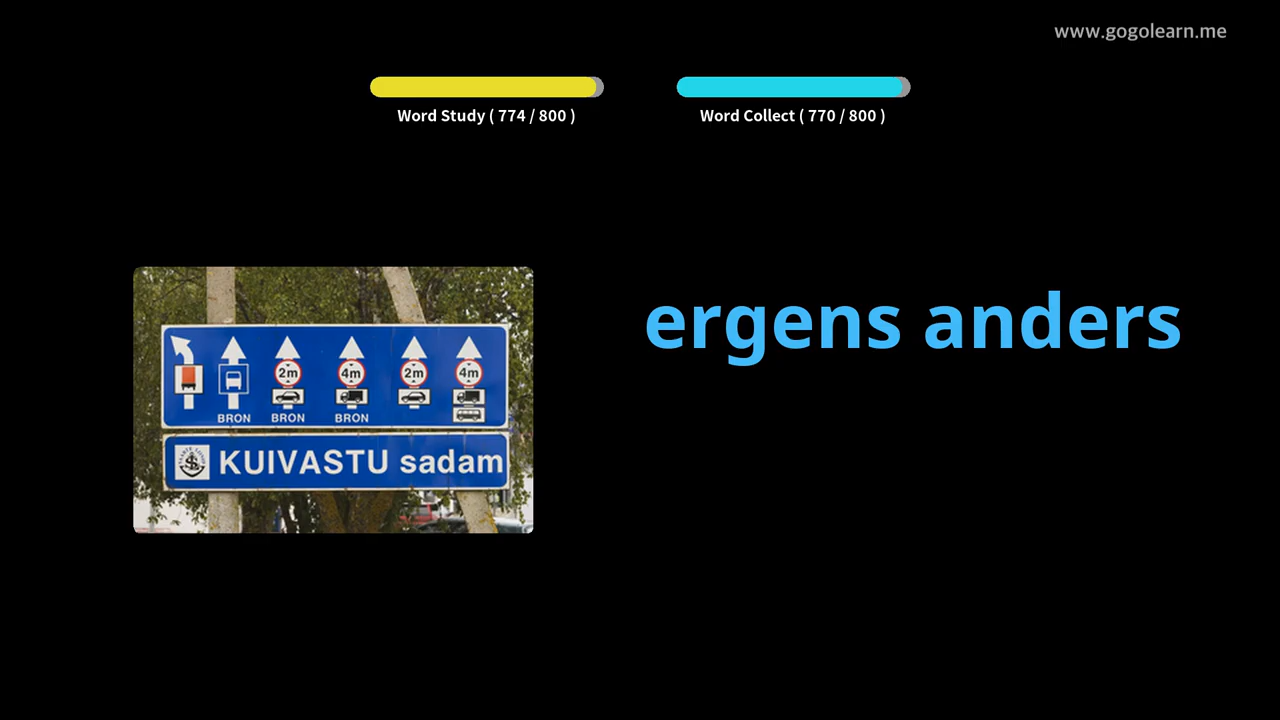 www.gogolearn.me
Word Study ( 774 / 800 )
Word Collect ( 770 / 800 )
ergens anders
2m 4m 2m 4m
BRON BRON BRON
KUIVASTU sadam